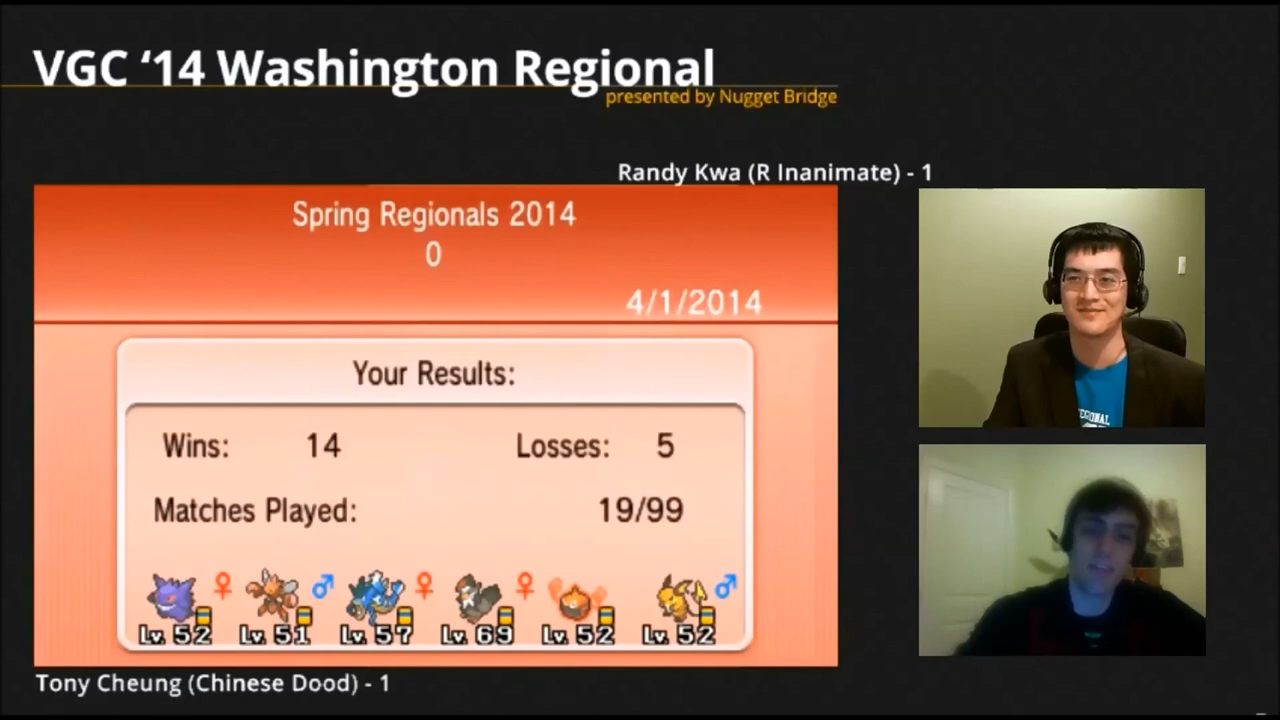 VGC ‘14 Washington Regional
presented by Nugget Bridge
Randy Kwa (R Inanimate) - 1
Spring Regionals 2014
0
4/1/2014
Your Results:
Wins: 14 Losses: 5
Matches Played: 19/99
Lv. 52 Lv. 51 Lv. 57 Lv. 69 Lv. 52 Lv. 52
Tony Cheung (Chinese Dood) - 1
REGIONAL